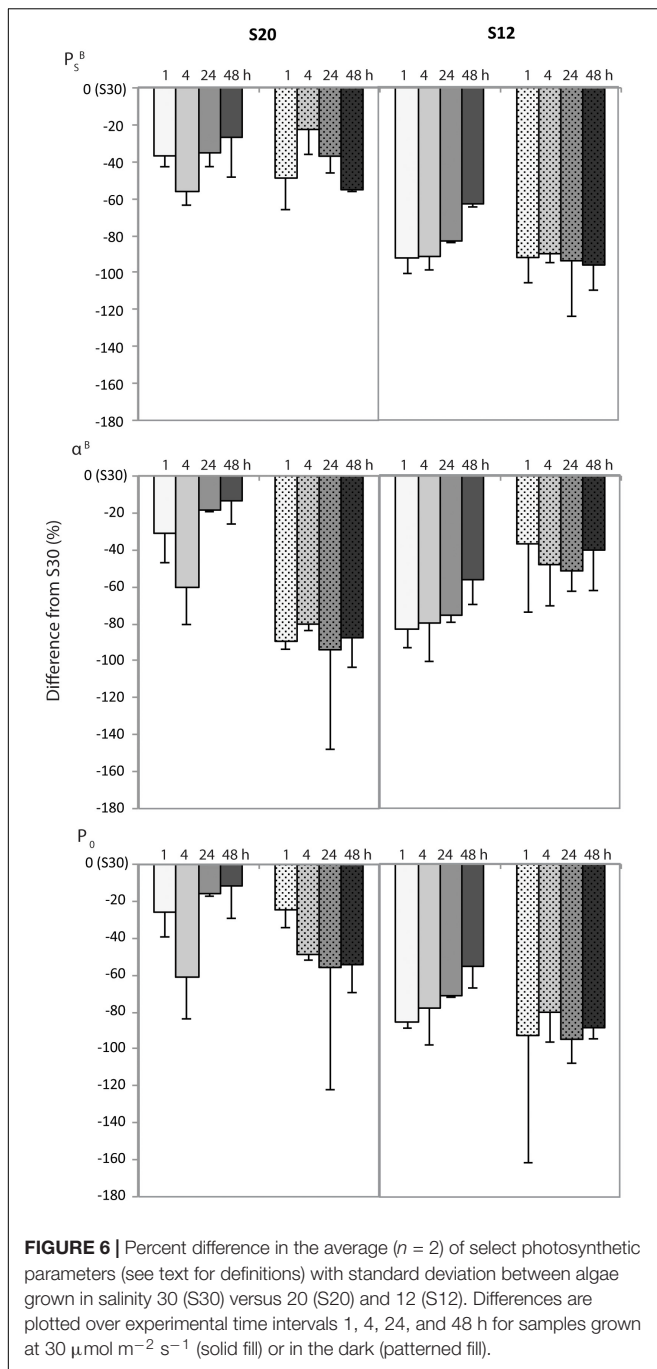 S20 S12
P_S^B
1 4 24 48 h 1 4 24 48 h 1 4 24 48 h 1 4 24 48 h
0 (S30)
-20
-40
-60
-80
-100
-120
-140
-160
-180
α^B
1 4 24 48 h 1 4 24 48 h 1 4 24 48 h 1 4 24 48 h
0 (S30)
-20
-40
-60
-80
-100
-120
-140
-160
-180
Difference from S30 (%)
P_0
1 4 24 48 h 1 4 24 48 h 1 4 24 48 h 1 4 24 48 h
0 (S30)
-20
-40
-60
-80
-100
-120
-140
-160
-180
FIGURE 6 | Percent difference in the average (n = 2) of select photosynthetic
parameters (see text for definitions) with standard deviation between algae
grown in salinity 30 (S30) versus 20 (S20) and 12 (S12). Differences are
plotted over experimental time intervals 1, 4, 24, and 48 h for samples grown
at 30 μmol m⁻² s⁻¹ (solid fill) or in the dark (patterned fill).